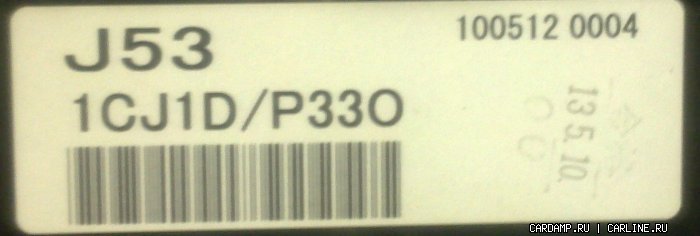 J53
100512 0004
1CJ1D/P33O
13.5.10.
CARDAMP.RU | CARLINE.RU